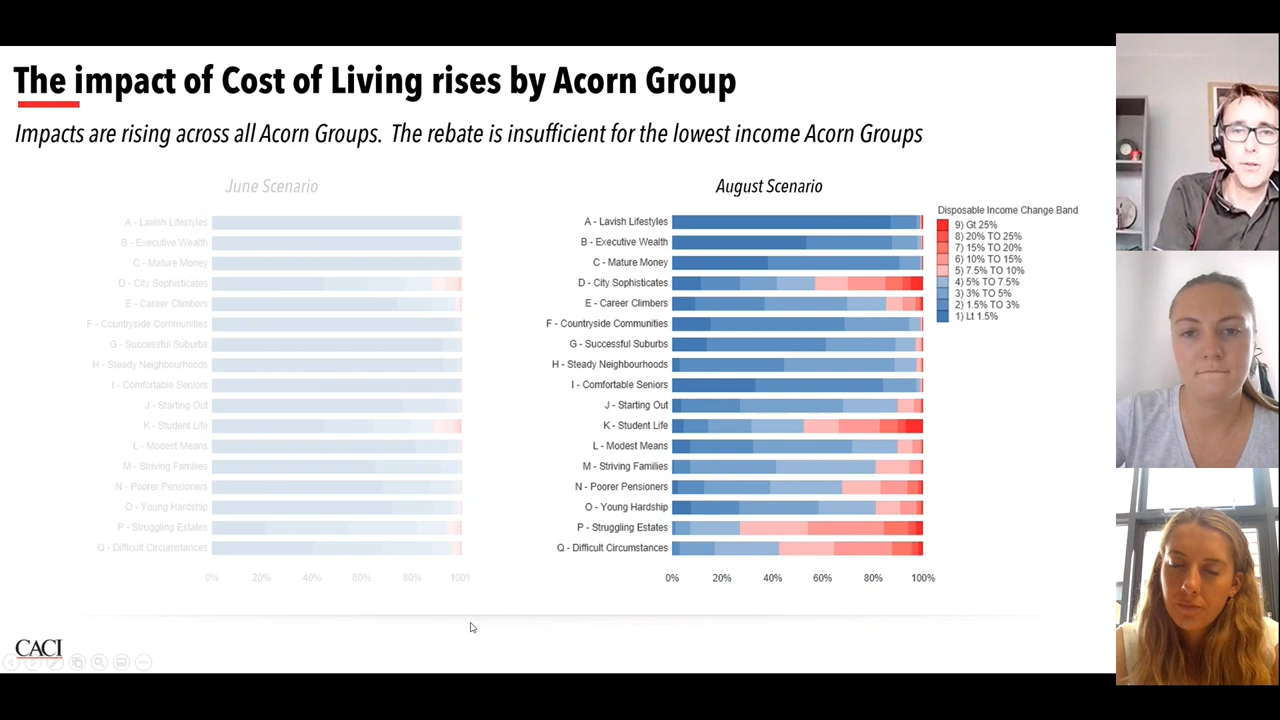 The impact of Cost of Living rises by Acorn Group
Impacts are rising across all Acorn Groups. The rebate is insufficient for the lowest income Acorn Groups
June Scenario
A - Lavish Lifestyles
B - Executive Wealth
C - Mature Money
D - City Sophisticates
E - Career Climbers
F - Countryside Communities
G - Successful Suburbs
H - Steady Neighbourhoods
I - Comfortable Seniors
J - Starting Out
K - Student Life
L - Modest Means
M - Striving Families
N - Poorer Pensioners
O - Young Hardship
P - Struggling Estates
Q - Difficult Circumstances
0% 20% 40% 60% 80% 100%
August Scenario
A - Lavish Lifestyles
B - Executive Wealth
C - Mature Money
D - City Sophisticates
E - Career Climbers
F - Countryside Communities
G - Successful Suburbs
H - Steady Neighbourhoods
I - Comfortable Seniors
J - Starting Out
K - Student Life
L - Modest Means
M - Striving Families
N - Poorer Pensioners
O - Young Hardship
P - Struggling Estates
Q - Difficult Circumstances
0% 20% 40% 60% 80% 100%
Disposable Income Change Band
9) Gt 25%
8) 20% TO 25%
7) 15% TO 20%
6) 10% TO 15%
5) 7.5% TO 10%
4) 5% TO 7.5%
3) 3% TO 5%
2) 1.5% TO 3%
1) Lt 1.5%
CACI